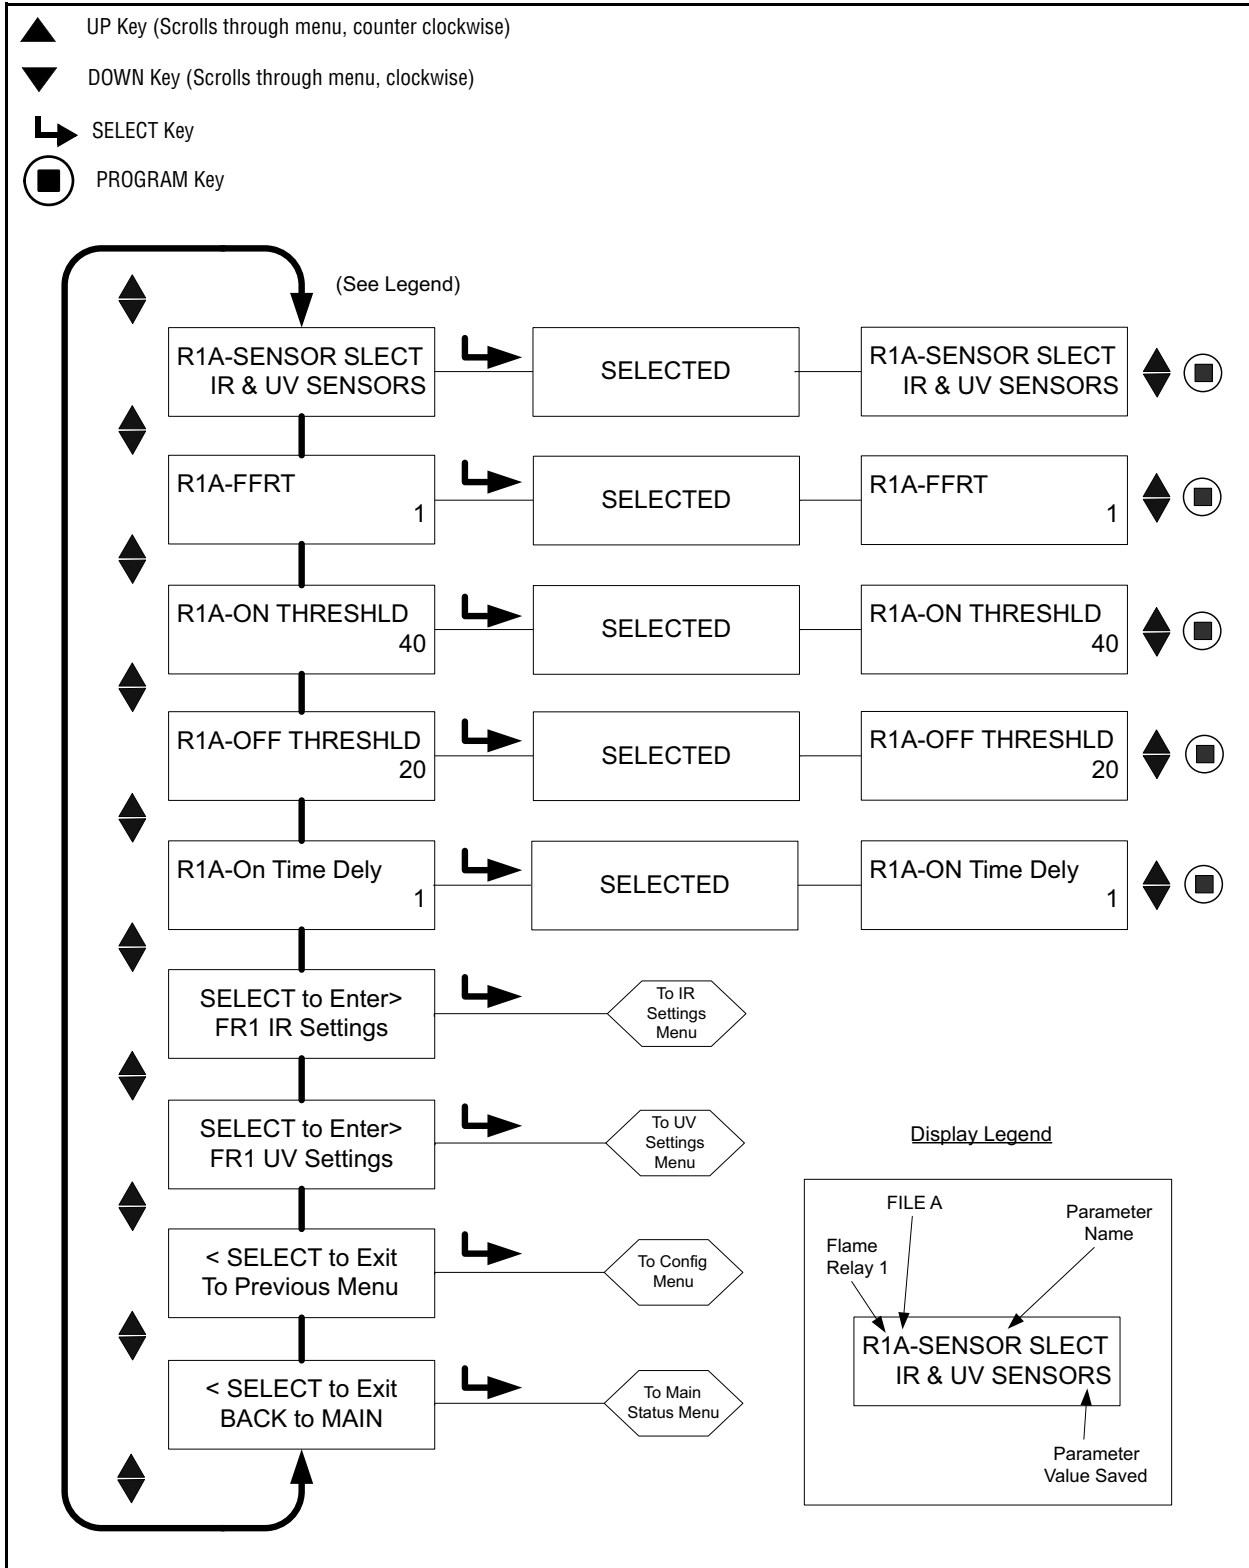 UP Key (Scrolls through menu, counter clockwise)
DOWN Key (Scrolls through menu, clockwise)
SELECT Key
PROGRAM Key
(See Legend)
R1A-SENSOR SLECT
IR & UV SENSORS
SELECTED
R1A-SENSOR SLECT
IR & UV SENSORS
R1A-FFRT
1
SELECTED
R1A-FFRT
1
R1A-ON THRESHLD
40
SELECTED
R1A-ON THRESHLD
40
R1A-OFF THRESHLD
20
SELECTED
R1A-OFF THRESHLD
20
R1A-On Time Dely
1
SELECTED
R1A-ON Time Dely
1
SELECT to Enter>
FR1 IR Settings
To IR
Settings
Menu
SELECT to Enter>
FR1 UV Settings
To UV
Settings
Menu
< SELECT to Exit
To Previous Menu
To Config
Menu
< SELECT to Exit
BACK to MAIN
To Main
Status Menu
Display Legend
FILE A
Parameter
Name
Flame
Relay 1
R1A-SENSOR SLECT
IR & UV SENSORS
Parameter
Value Saved